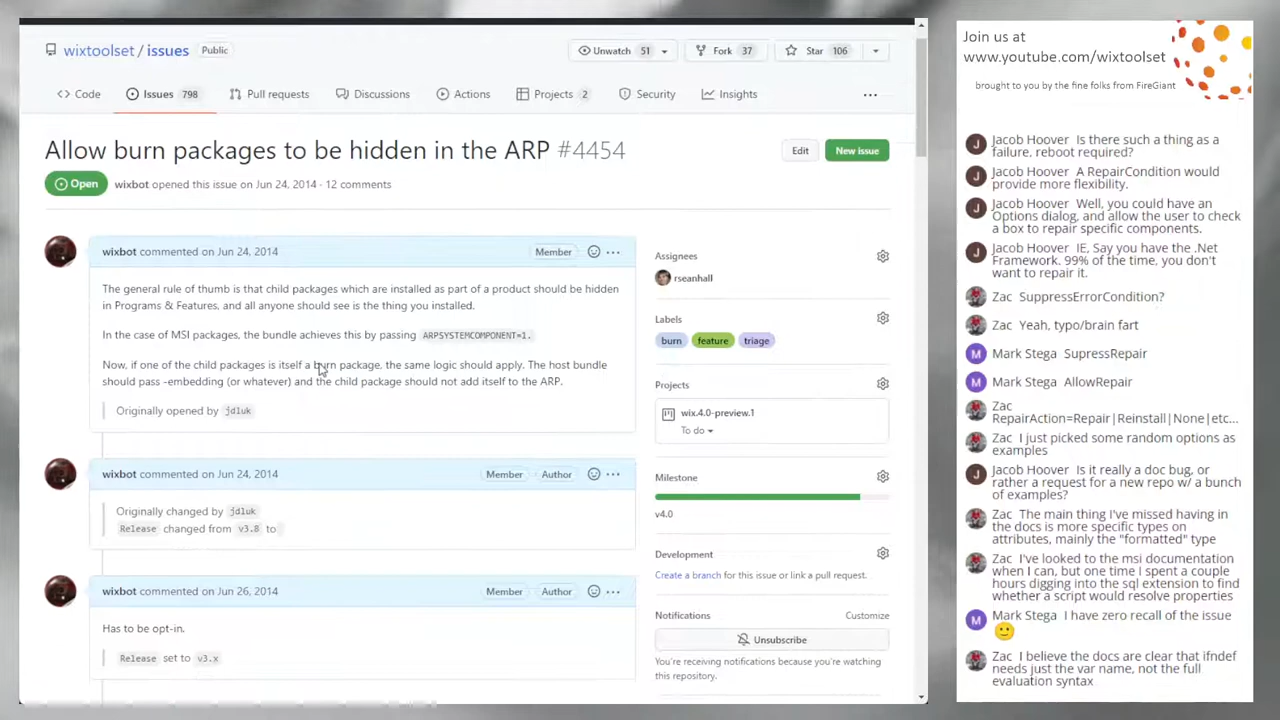 wixtoolset / issues Public
Unwatch 51
Fork 37
Star 106
Code
Issues 798
Pull requests
Discussions
Actions
Projects 2
Security
Insights
Allow burn packages to be hidden in the ARP #4454
Edit
New issue
Open wixbot opened this issue on Jun 24, 2014 · 12 comments
wixbot commented on Jun 24, 2014
Member
The general rule of thumb is that child packages which are installed as part of a product should be hidden
in Programs & Features, and all anyone should see is the thing you installed.
In the case of MSI packages, the bundle achieves this by passing ARPSYSTEMCOMPONENT=1.
Now, if one of the child packages is itself a burn package, the same logic should apply. The host bundle
should pass -embedding (or whatever) and the child package should not add itself to the ARP.
Originally opened by jdluk
wixbot commented on Jun 24, 2014
Member Author
Originally changed by jdluk
Release changed from v3.8 to
wixbot commented on Jun 26, 2014
Member Author
Has to be opt-in.
Release set to v3.x
Assignees
rseanhall
Labels
burn feature triage
Projects
wix.4.0-preview.1
To do
Milestone
v4.0
Development
Create a branch for this issue or link a pull request.
Notifications Customize
Unsubscribe
You're receiving notifications because you're watching
this repository.
Join us at
www.youtube.com/wixtoolset
brought to you by the fine folks from FireGiant
J Jacob Hoover Is there such a thing as a
failure, reboot required?
J Jacob Hoover A RepairCondition would
provide more flexibility.
J Jacob Hoover Well, you could have an
Options dialog, and allow the user to check
a box to repair specific components.
J Jacob Hoover IE, Say you have the .Net
Framework. 99% of the time, you don't
want to repair it.
Zac SuppressErrorCondition?
Zac Yeah, typo/brain fart
M Mark Stega SupressRepair
M Mark Stega AllowRepair
Zac
RepairAction=Repair|Reinstall|None|etc...
Zac I just picked some random options as
examples
J Jacob Hoover Is it really a doc bug, or
rather a request for a new repo w/ a bunch
of examples?
Zac The main thing I've missed having in
the docs is more specific types on
attributes, mainly the "formatted" type
Zac I've looked to the msi documentation
when I can, but one time I spent a couple
hours digging into the sql extension to find
whether a script would resolve properties
M Mark Stega I have zero recall of the issue
Zac I believe the docs are clear that ifndef
needs just the var name, not the full
evaluation syntax